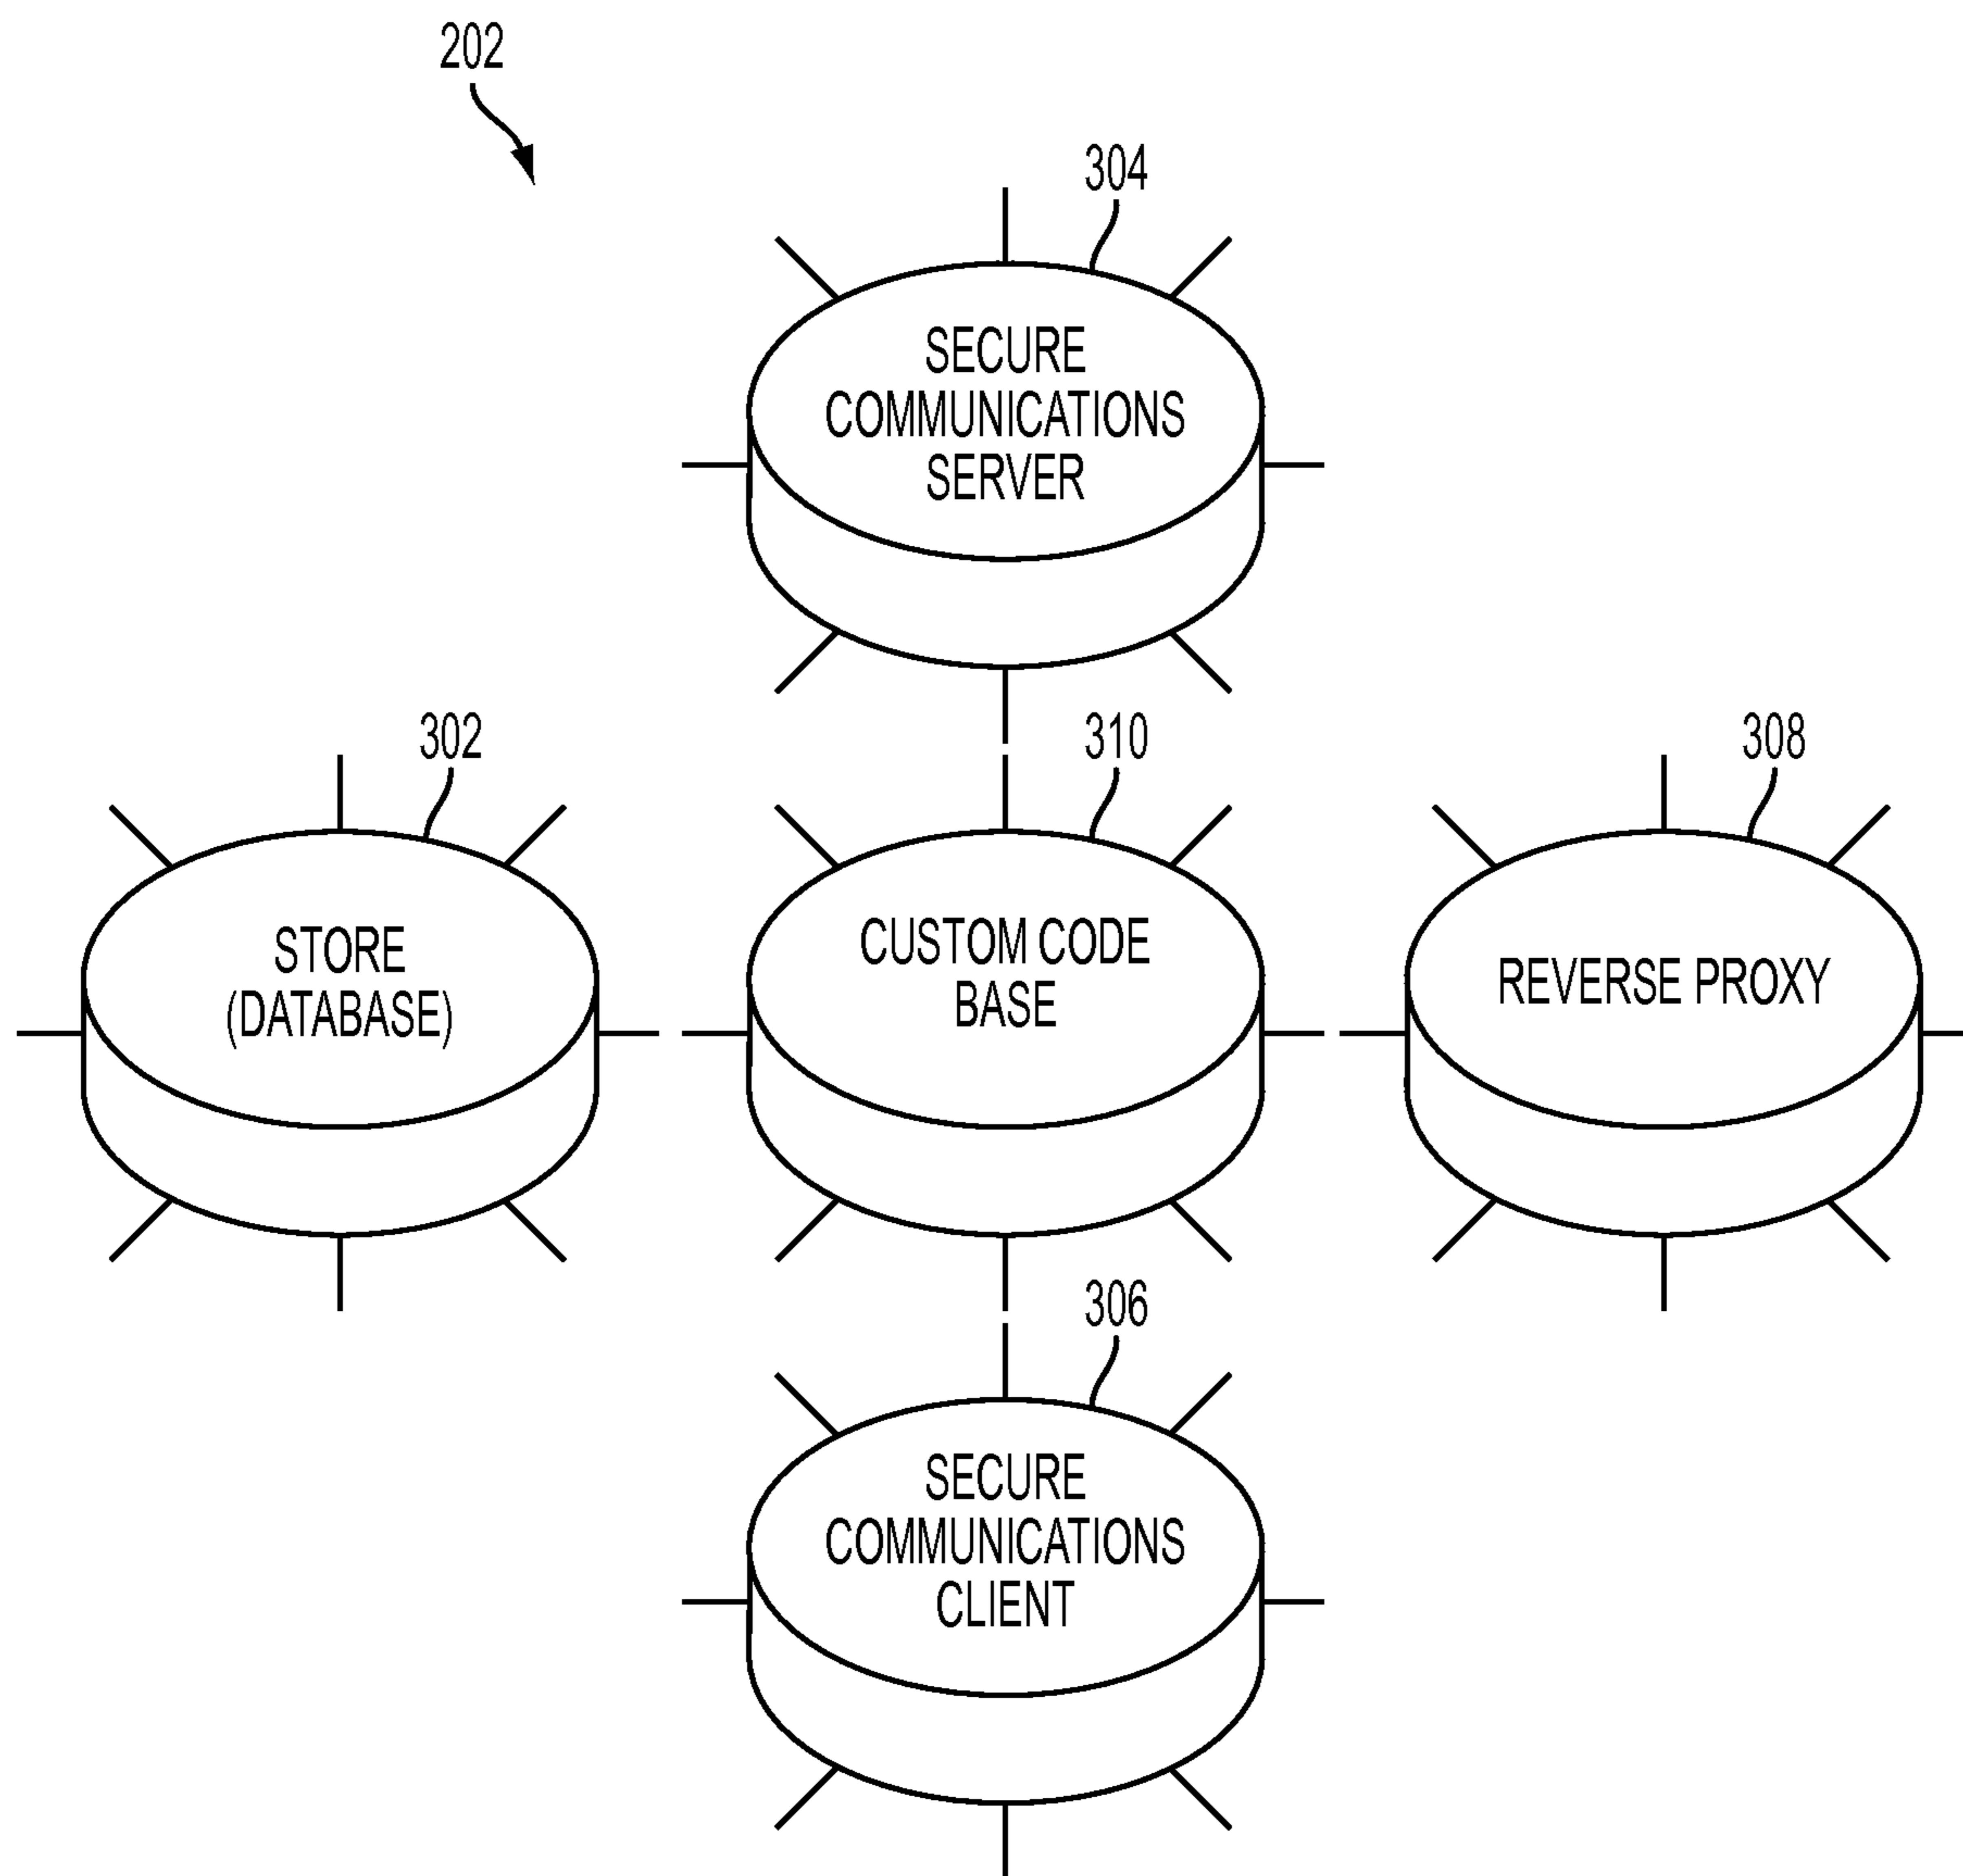 202
304
SECURE
COMMUNICATIONS
SERVER
302
310
308
STORE
(DATABASE)
CUSTOM CODE
BASE
REVERSE PROXY
306
SECURE
COMMUNICATIONS
CLIENT